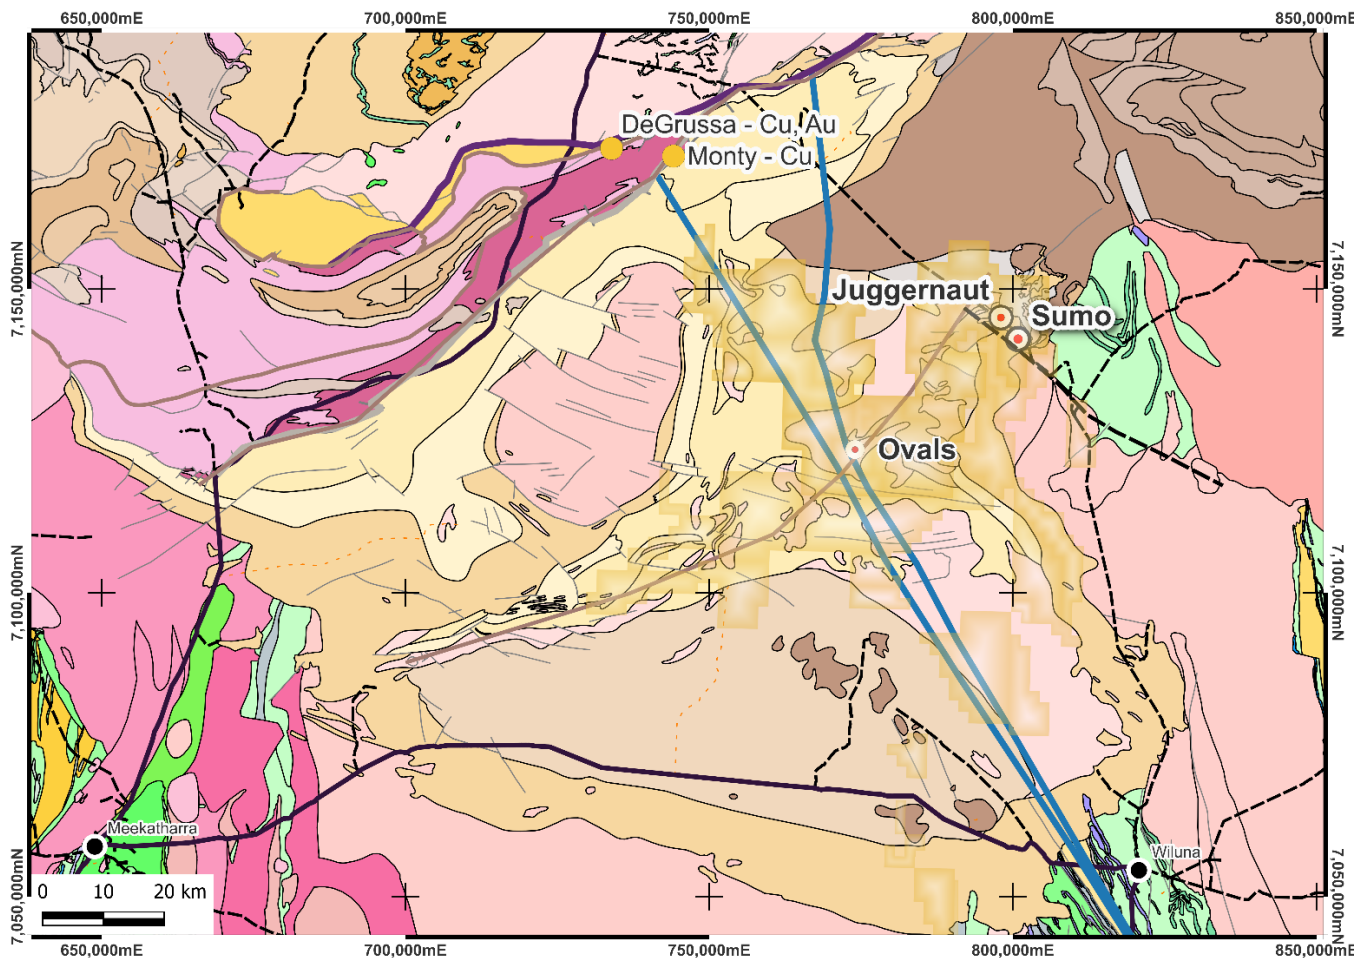 650,000mE 700,000mE 750,000mE 800,000mE 850,000mE
DeGrussa - Cu, Au
Monty - Cu
7,150,000mN 7,150,000mN
Juggernaut
Sumo
Ovals
7,100,000mN 7,100,000mN
Meekatharra
Wiluna
7,050,000mN 7,050,000mN
0 10 20 km
650,000mE 700,000mE 750,000mE 800,000mE 850,000mE